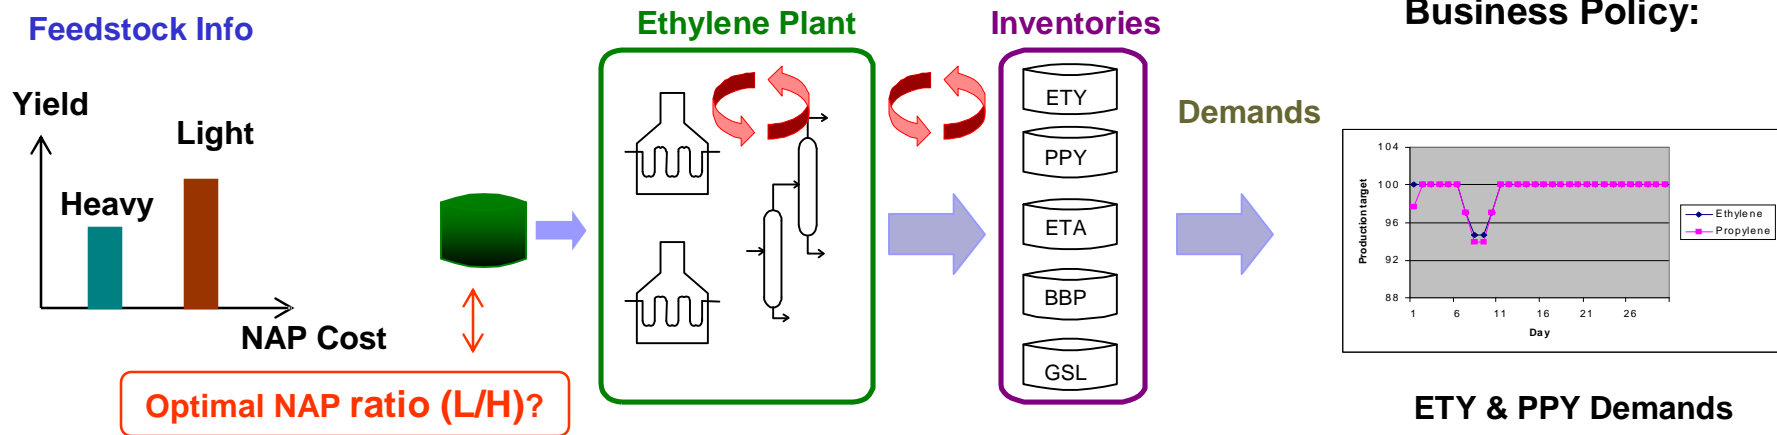 Feedstock Info
Yield
Light
Heavy
NAP Cost
Optimal NAP ratio (L/H)?
Ethylene Plant
Inventories
ETY
PPY
ETA
BBP
GSL
Demands
Business Policy:
104
100
96
92
88
Production target
1 6 11 16 21 26
Day
Ethylene
Propylene
ETY & PPY Demands